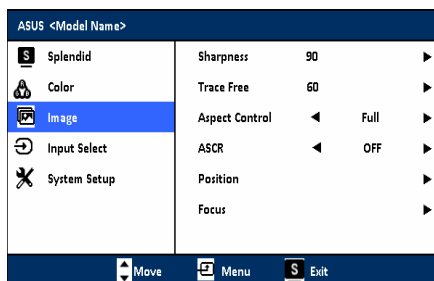 ASUS <Model Name>
S Splendid
Color
Image
Input Select
System Setup
Sharpness 90
Trace Free 60
Aspect Control Full
ASCR OFF
Position
Focus
Move Menu S Exit